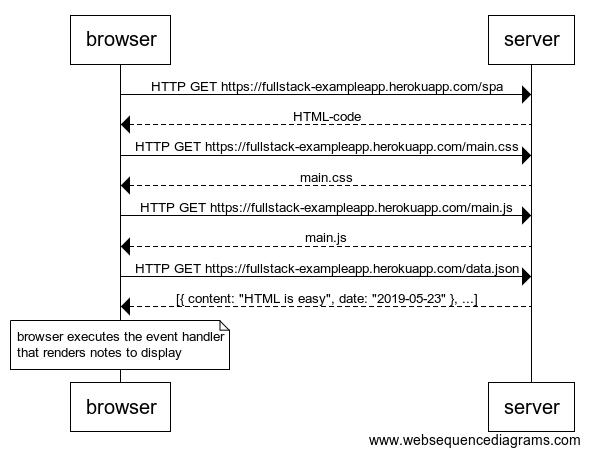 browser
server
HTTP GET https://fullstack-exampleapp.herokuapp.com/spa
HTML-code
HTTP GET https://fullstack-exampleapp.herokuapp.com/main.css
main.css
HTTP GET https://fullstack-exampleapp.herokuapp.com/main.js
main.js
HTTP GET https://fullstack-exampleapp.herokuapp.com/data.json
[{ content: "HTML is easy", date: "2019-05-23" }, ...]
browser executes the event handler
that renders notes to display
browser
server
www.websequencediagrams.com